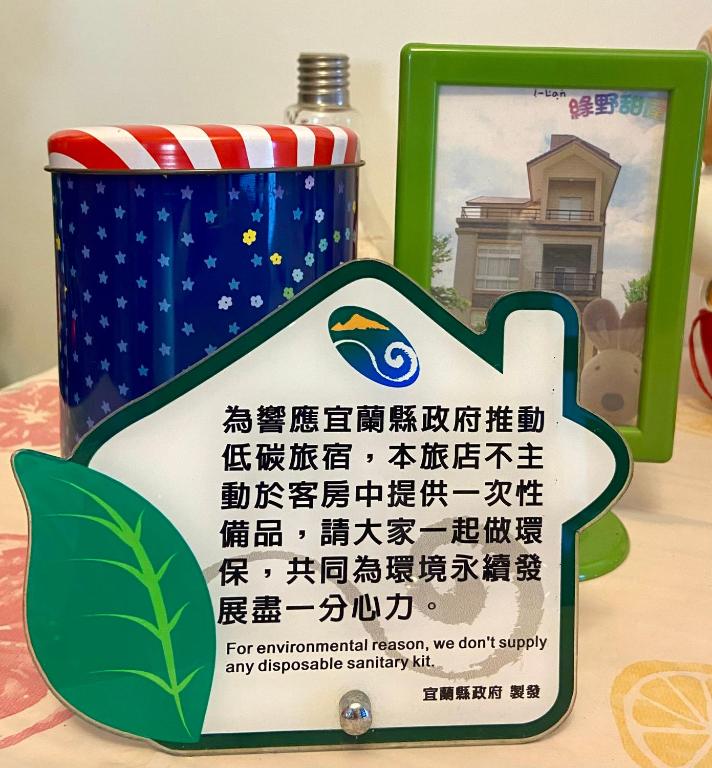 I-Lan
綠野甜屋
為響應宜蘭縣政府推動
低碳旅宿，本旅店不主
動於客房中提供一次性
備品，請大家一起做環
保，共同為環境永續發
展盡一分心力。
For environmental reason, we don't supply
any disposable sanitary kit.
宜蘭縣政府 製發